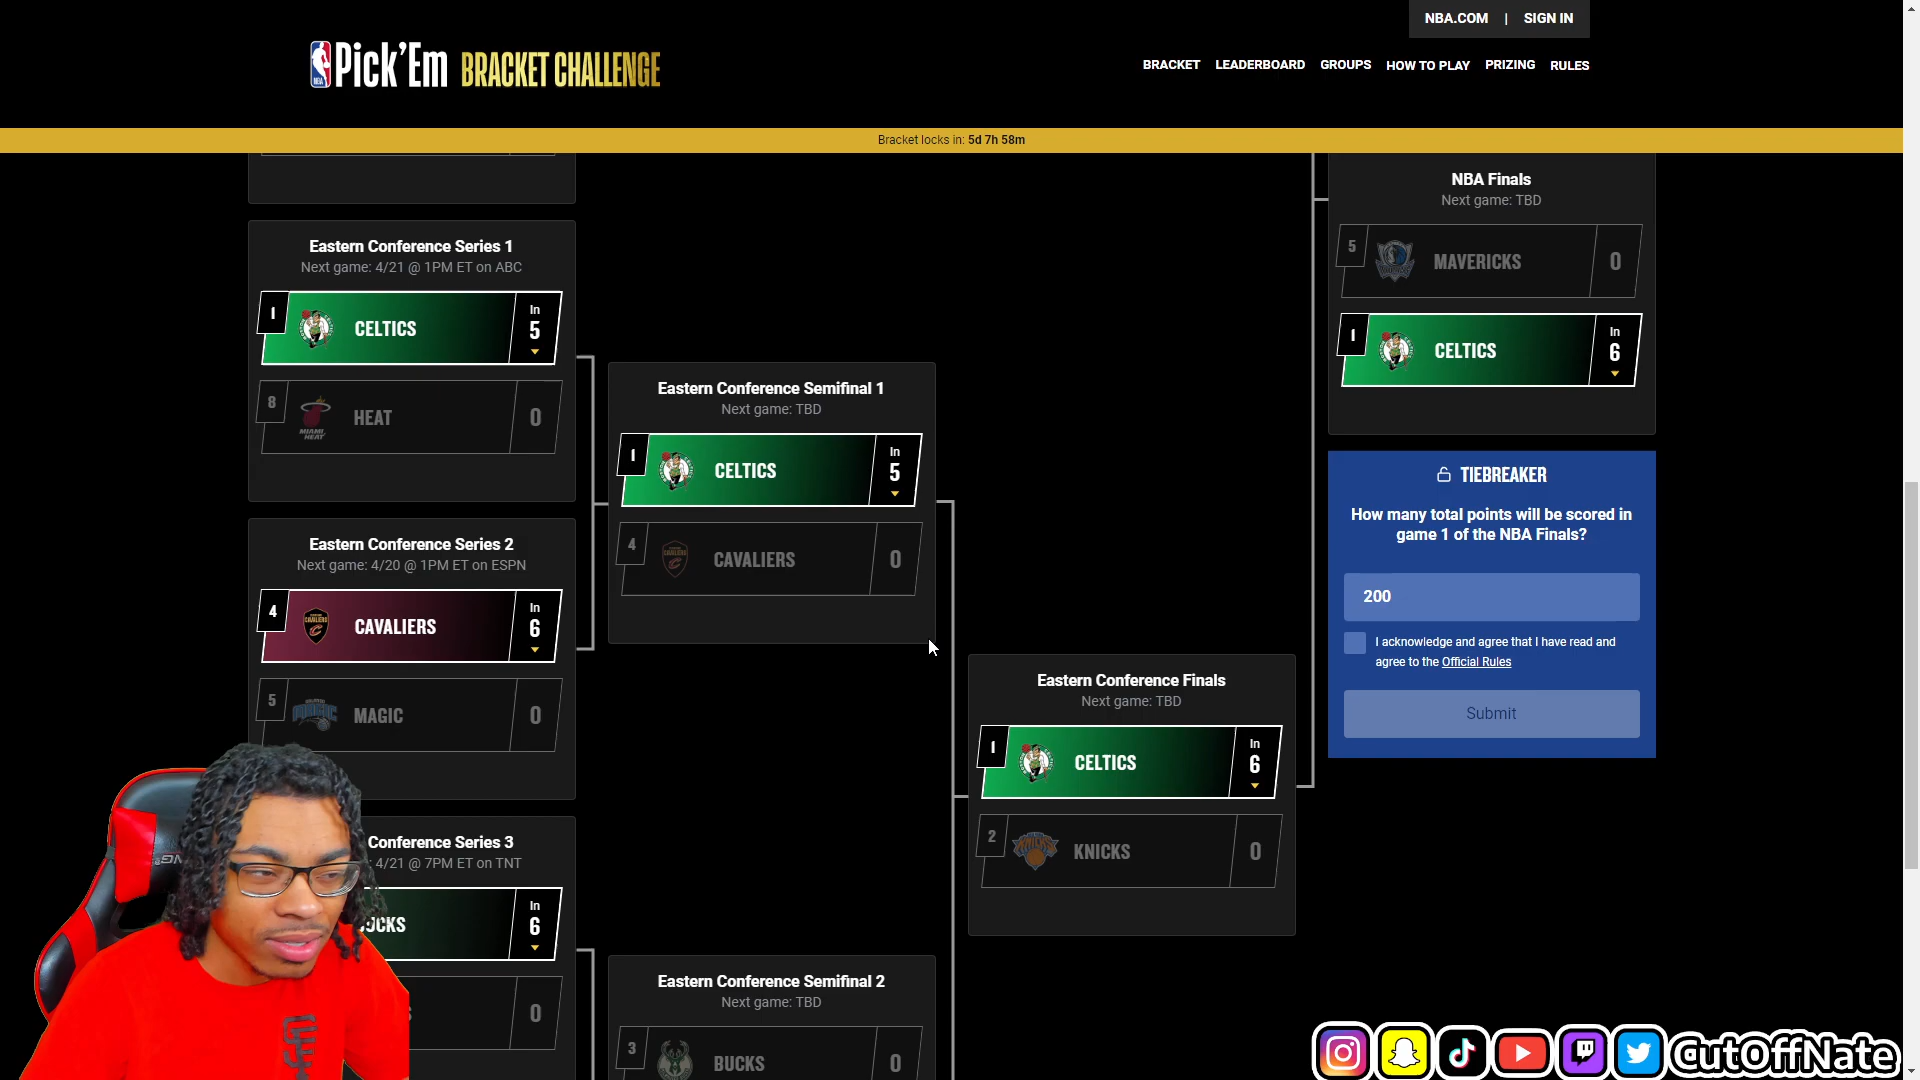 NBA.COM | SIGN IN
NBA Pick'Em BRACKET CHALLENGE
BRACKET LEADERBOARD GROUPS HOW TO PLAY PRIZING RULES
Bracket locks in: 5d 7h 58m
Eastern Conference Series 1
Next game: 4/21 @ 1PM ET on ABC
1 CELTICS In 5
8 MIAMI HEAT HEAT 0
Eastern Conference Series 2
Next game: 4/20 @ 1PM ET on ESPN
4 CAVALIERS In 6
5 MAGIC 0
Conference Series 3
: 4/21 @ 7PM ET on TNT
UCKS In 6
S 0
Eastern Conference Semifinal 1
Next game: TBD
1 CELTICS In 5
4 CAVALIERS 0
Eastern Conference Semifinal 2
Next game: TBD
3 BUCKS 0
Eastern Conference Finals
Next game: TBD
1 CELTICS In 6
2 KNICKS 0
NBA Finals
Next game: TBD
5 MAVERICKS 0
1 CELTICS In 6
TIEBREAKER
How many total points will be scored in
game 1 of the NBA Finals?
200
I acknowledge and agree that I have read and
agree to the Official Rules
Submit
SF
@CutOffNate